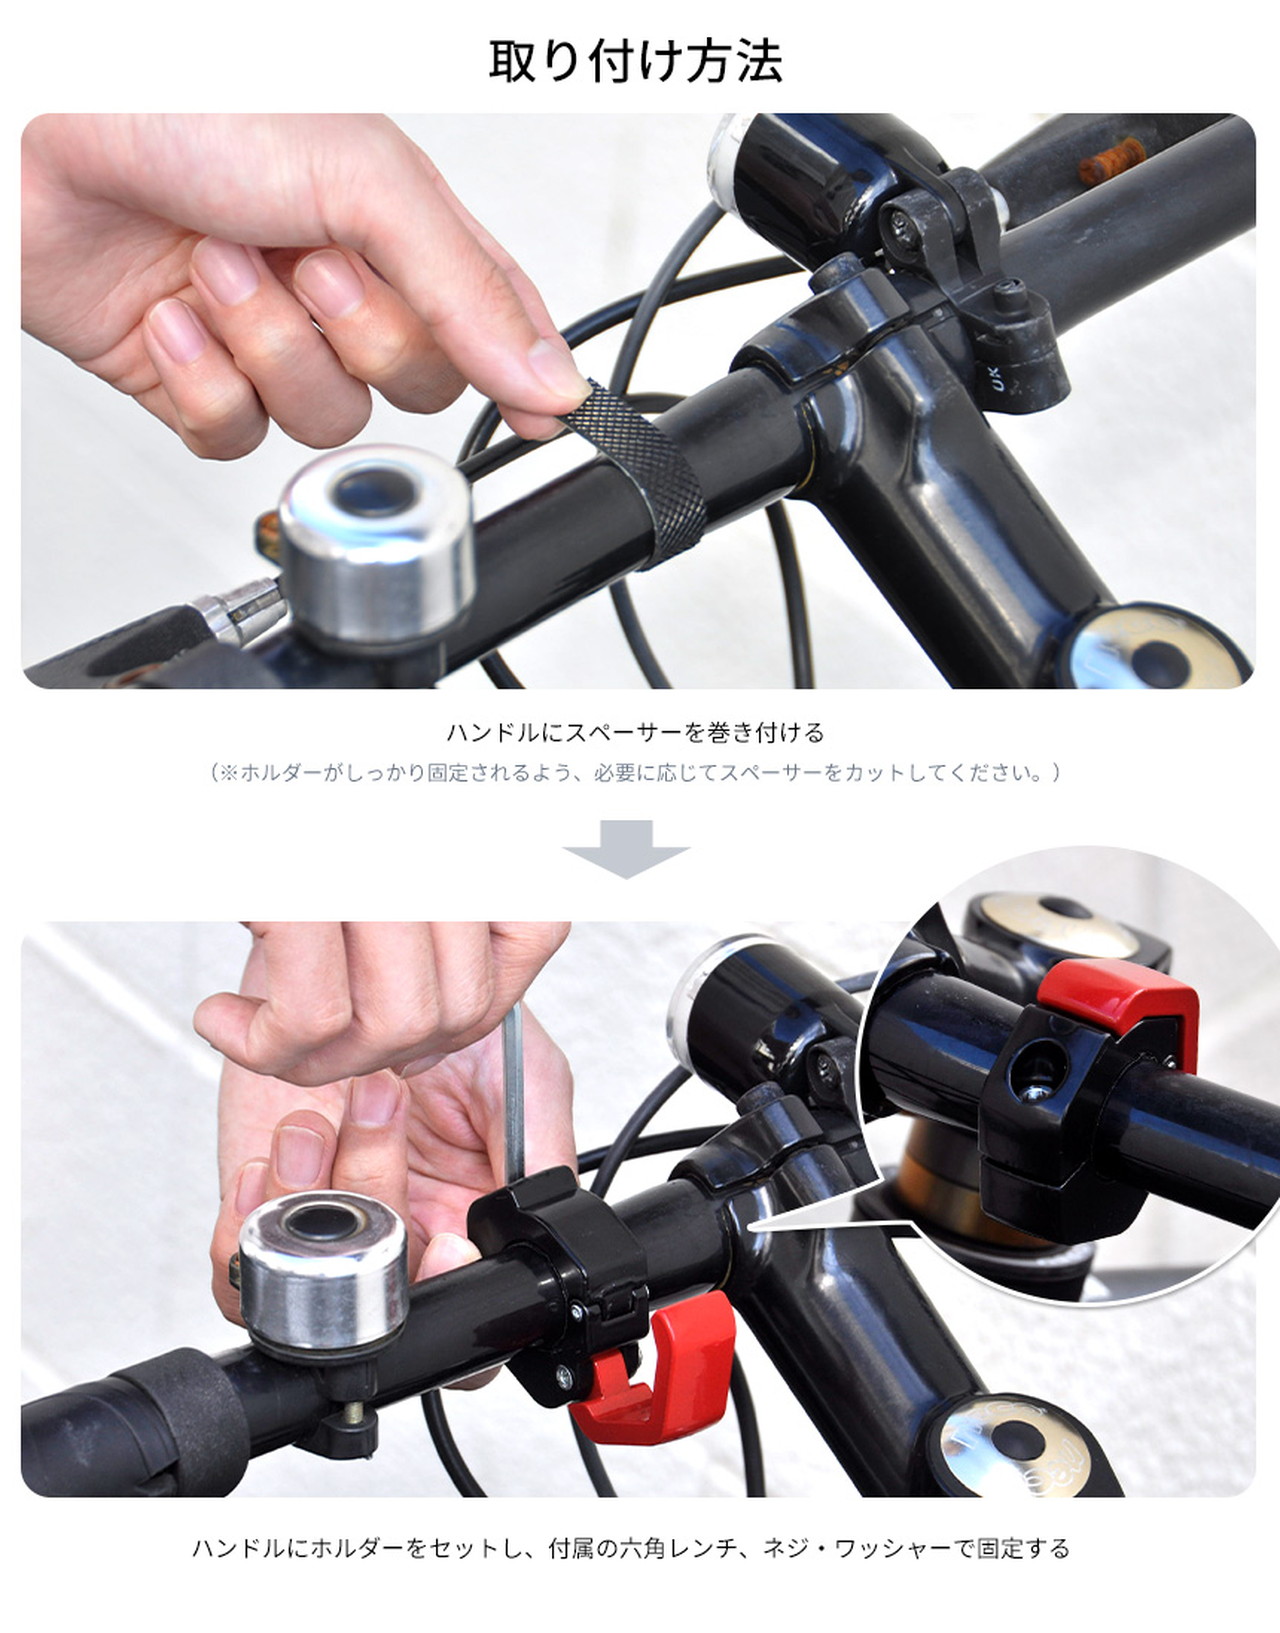 取り付け方法
UK
ハンドルにスペーサーを巻き付ける
（※ホルダーがしっかり固定されるよう、必要に応じてスペーサーをカットしてください。）
ハンドルにホルダーをセットし、付属の六角レンチ、ネジ・ワッシャーで固定する